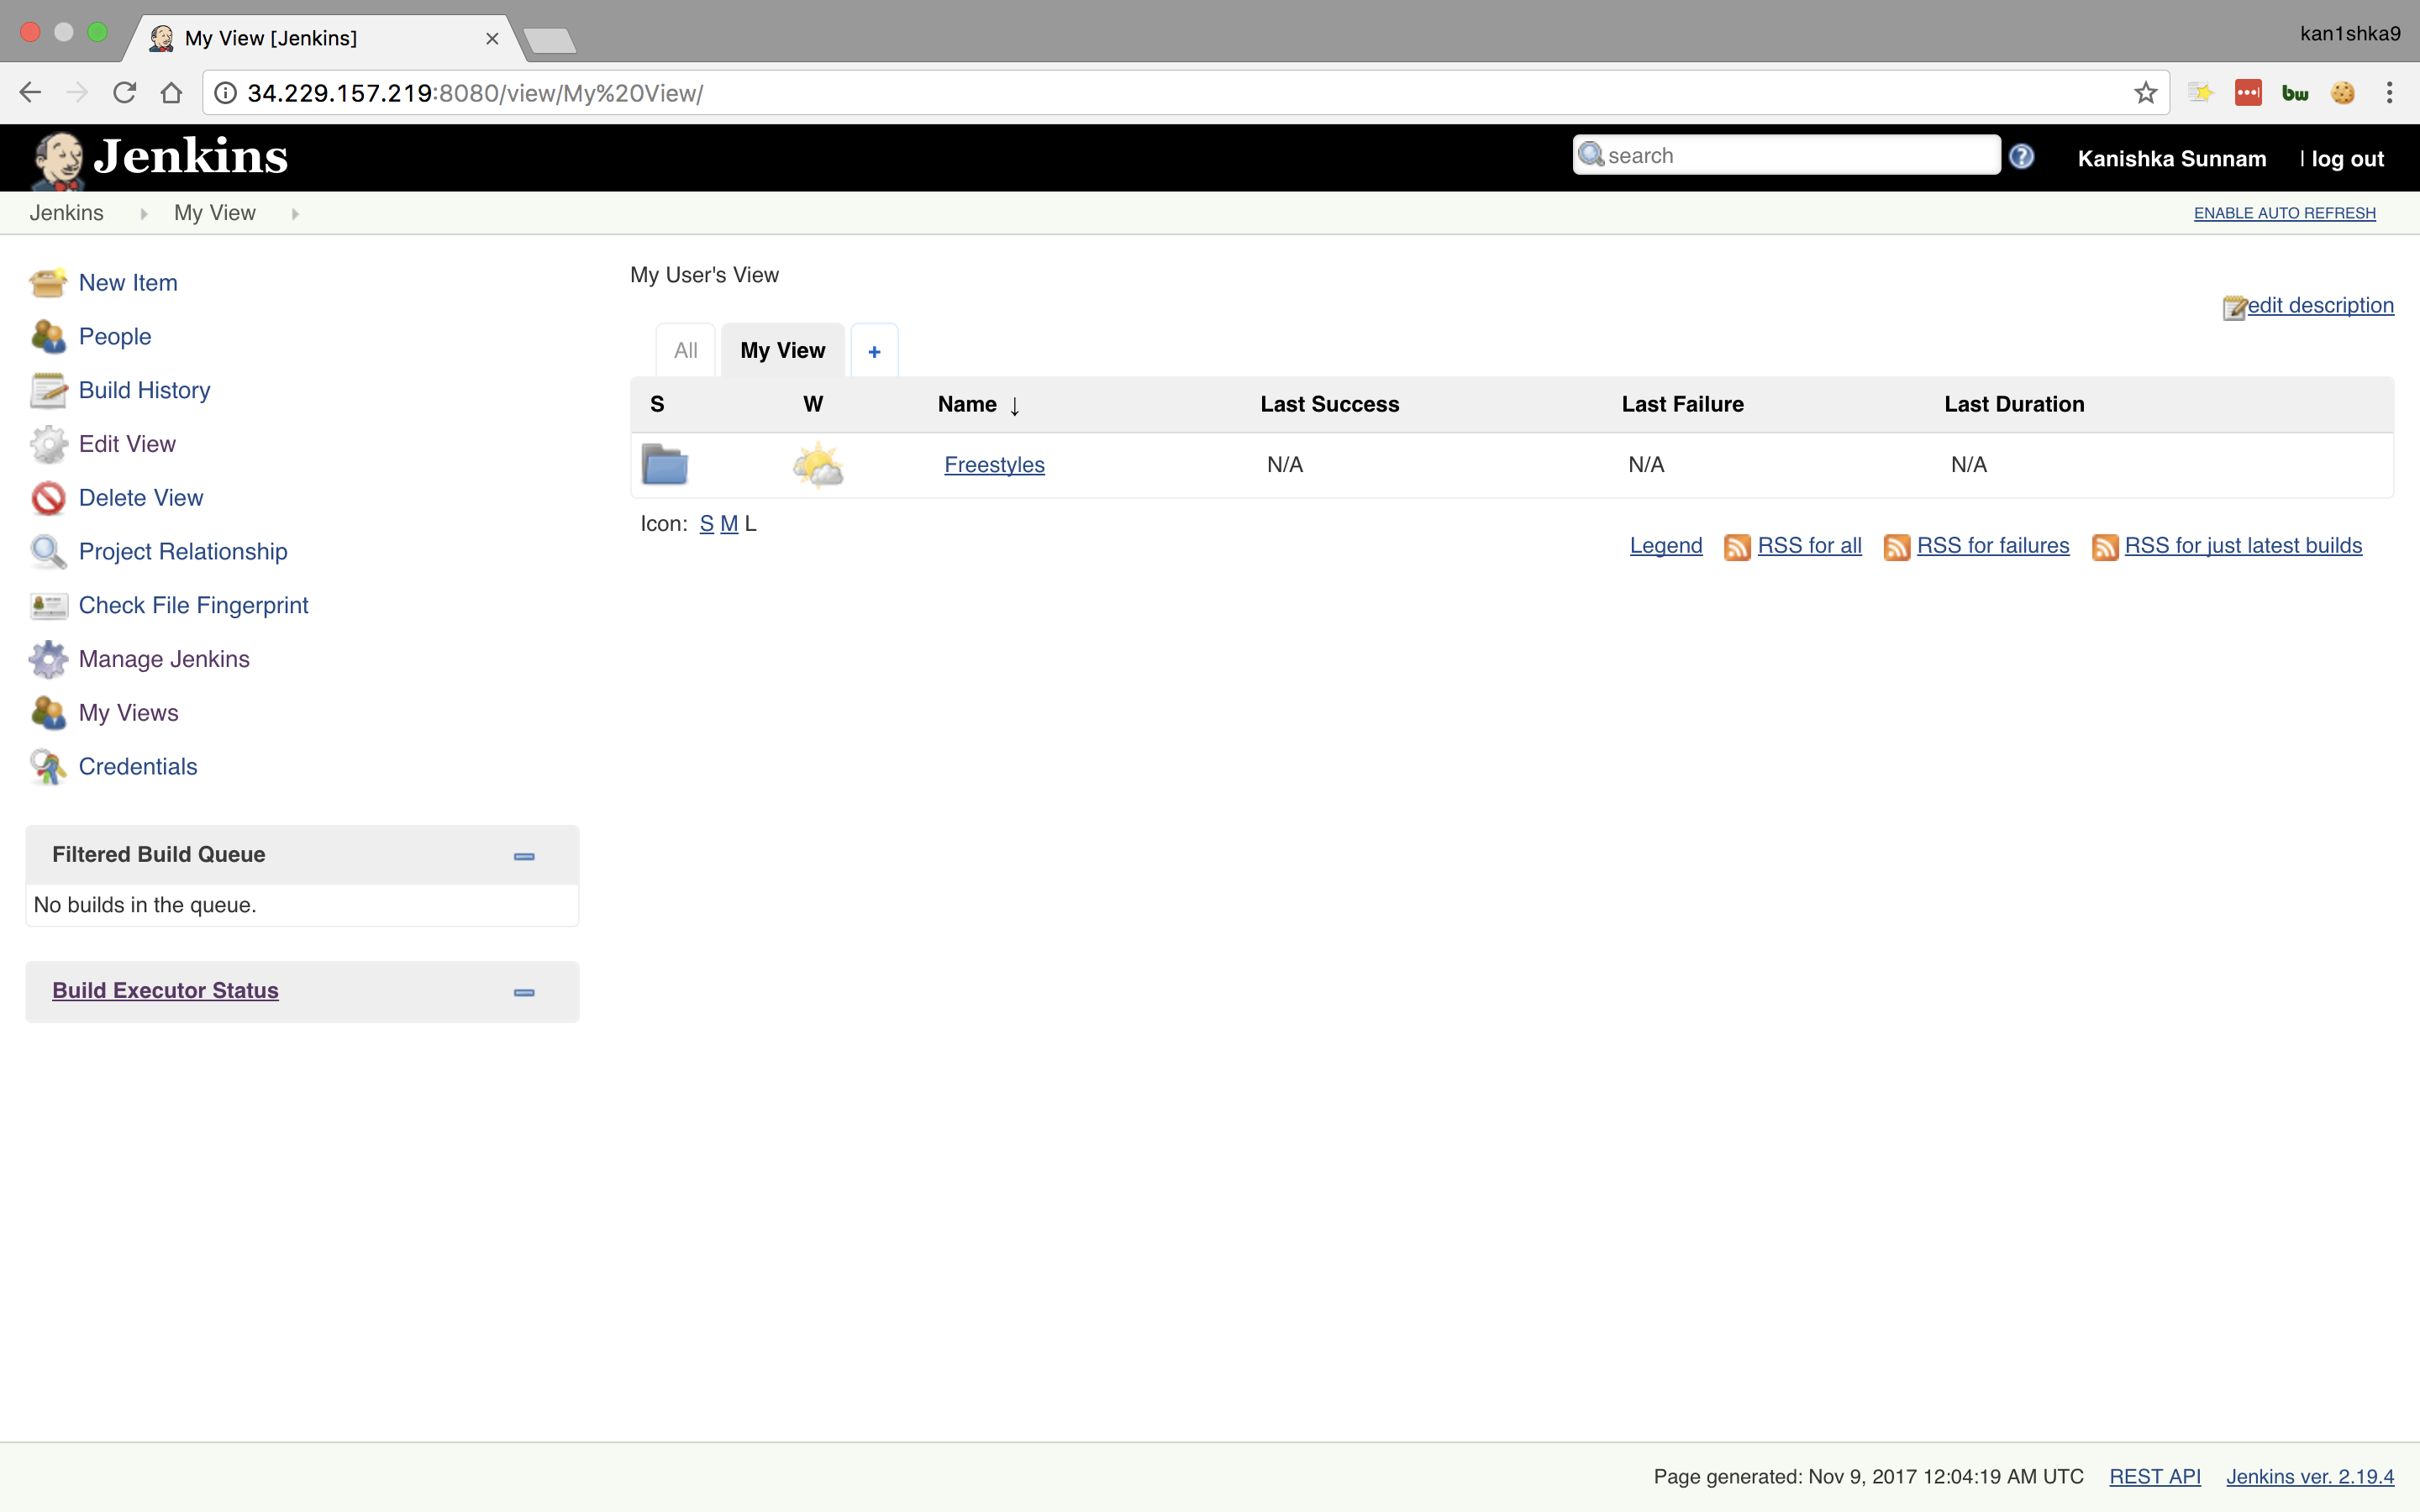 My View [Jenkins]
kan1shka9
34.229.157.219:8080/view/My%20View/
bw
Jenkins
search
Kanishka Sunnam | log out
Jenkins My View
ENABLE AUTO REFRESH
New Item
People
Build History
Edit View
Delete View
Project Relationship
Check File Fingerprint
Manage Jenkins
My Views
Credentials
Filtered Build Queue
No builds in the queue.
Build Executor Status
My User's View
edit description
All My View +
S W Name ↓ Last Success Last Failure Last Duration
Freestyles N/A N/A N/A
Icon: S M L
Legend RSS for all RSS for failures RSS for just latest builds
Page generated: Nov 9, 2017 12:04:19 AM UTC REST API Jenkins ver. 2.19.4